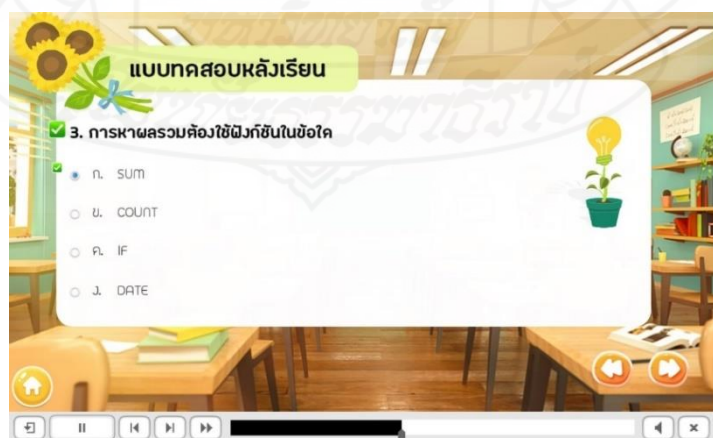 แบบทดสอบหลังเรียน
3. การหาผลรวมต้องใช้ฟังก์ชันในข้อใด
ก. SUM
ข. COUNT
ค. IF
ง. DATE